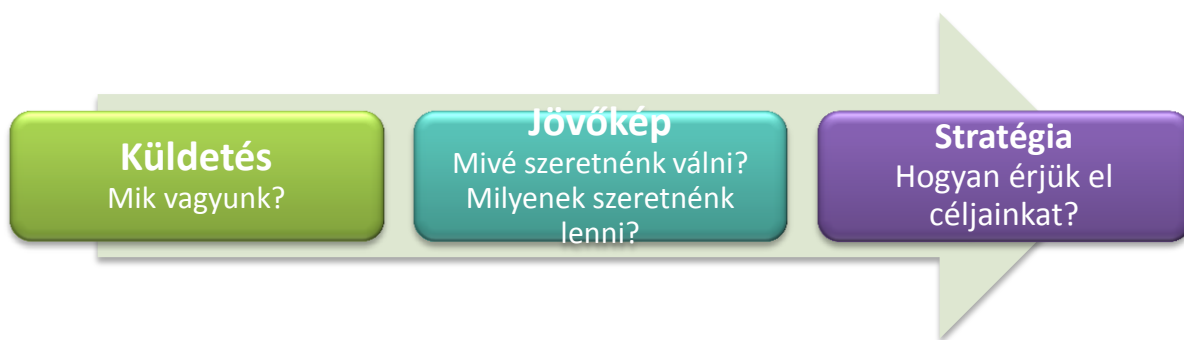 Küldetés
Mik vagyunk?
Jövőkép
Mivé szeretnénk válni?
Milyenek szeretnénk
lenni?
Stratégia
Hogyan érjük el
céljainkat?